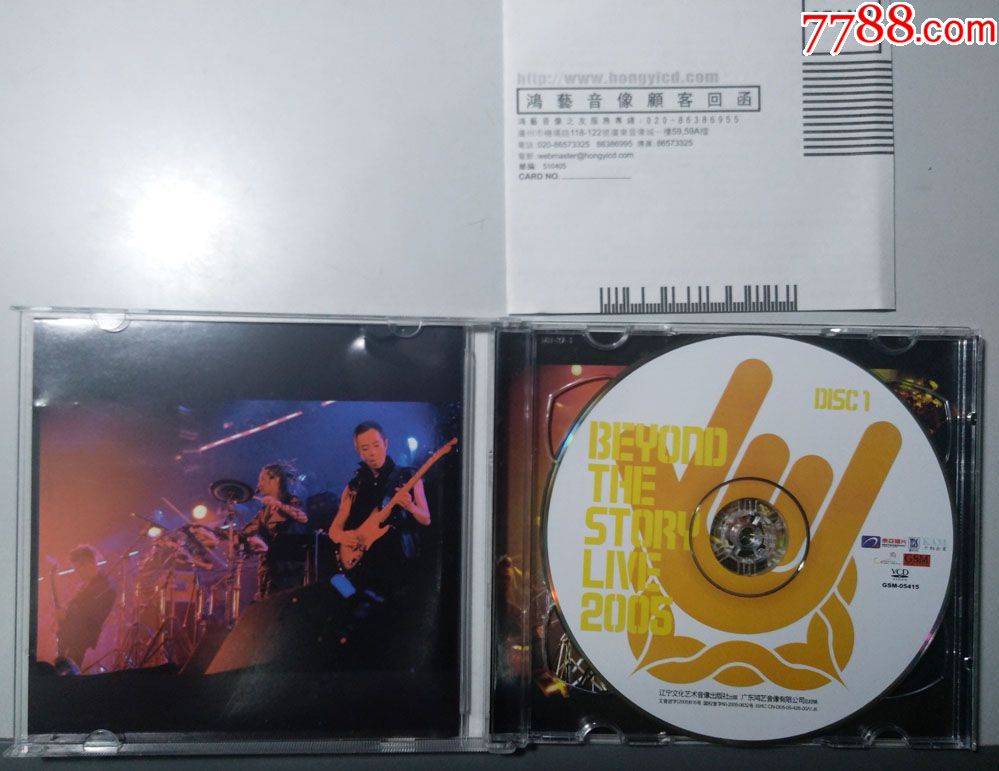 7788.com
http://www.hongyicd.com
鴻藝音像顧客回函
鴻藝音像之友服務專綫:020-86386955
廣州市機場路118-122號廣東音像城一樓59,59A檔
電話:020-86573325 86386995 傳真:86573325
電郵:webmaster@hongyicd.com
郵編: 510405
CARD NO.
DISC 1
BEYOND
THE
STORY
LIVE
2005
KAM
GSM
VCD
GSM-05415
辽宁文化艺术音像出版社出版 广东鸿艺音像有限公司总经销